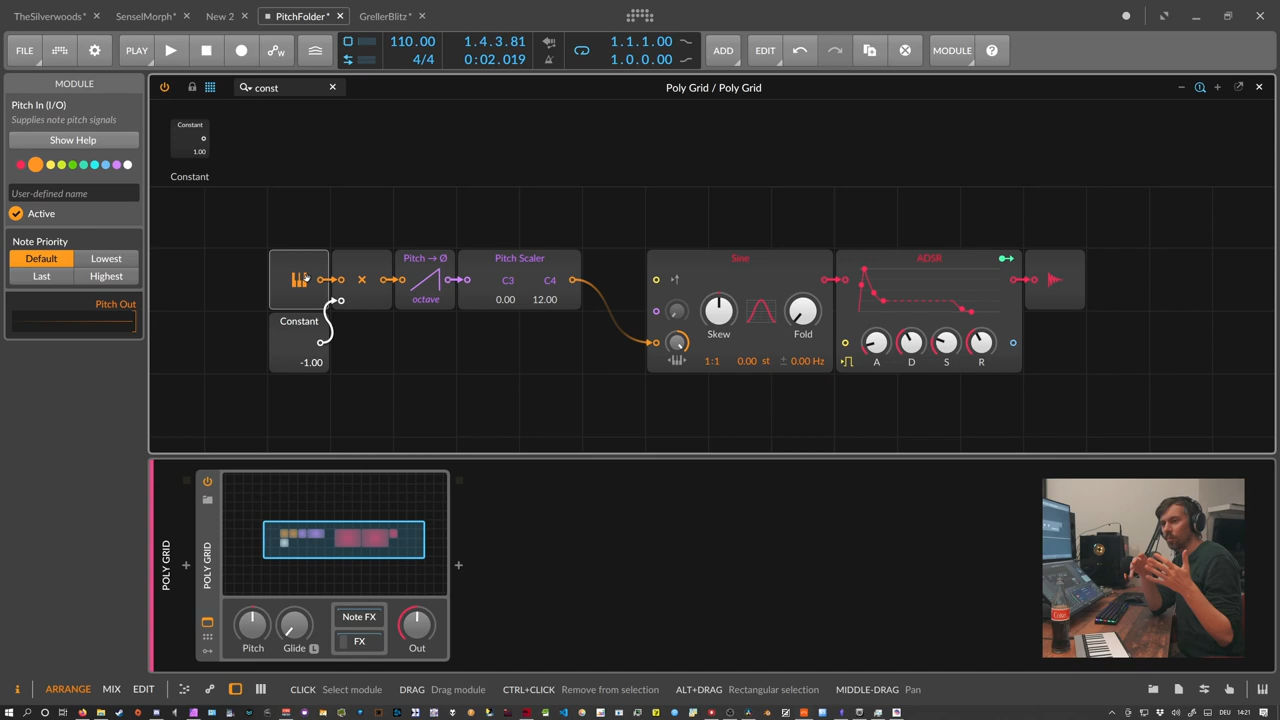 TheSilverwoods* ×
SenselMorph* ×
New 2 ×
PitchFolder* ×
GrellerBlitz* ×
FILE
PLAY
110.00
4/4
1.4.3.81
0:02.019
1.1.1.00
1.0.0.00
ADD
EDIT
MODULE
?
MODULE
Pitch In (I/O)
Supplies note pitch signals
Show Help
User-defined name
Active
Note Priority
Default Lowest
Last Highest
Pitch Out
const
Poly Grid / Poly Grid
Constant
1.00
Constant
Constant
-1.00
×
Pitch → Ø
octave
Pitch Scaler
C3 C4
0.00 12.00
Sine
Skew
Fold
1:1 0.00 st ± 0.00 Hz
ADSR
A D S R
POLY GRID
POLY GRID
Pitch
Glide L
Note FX
FX
Out
i ARRANGE MIX EDIT
CLICK Select module
DRAG Drag module
CTRL+CLICK Remove from selection
ALT+DRAG Rectangular selection
MIDDLE-DRAG Pan
DEU 14:21